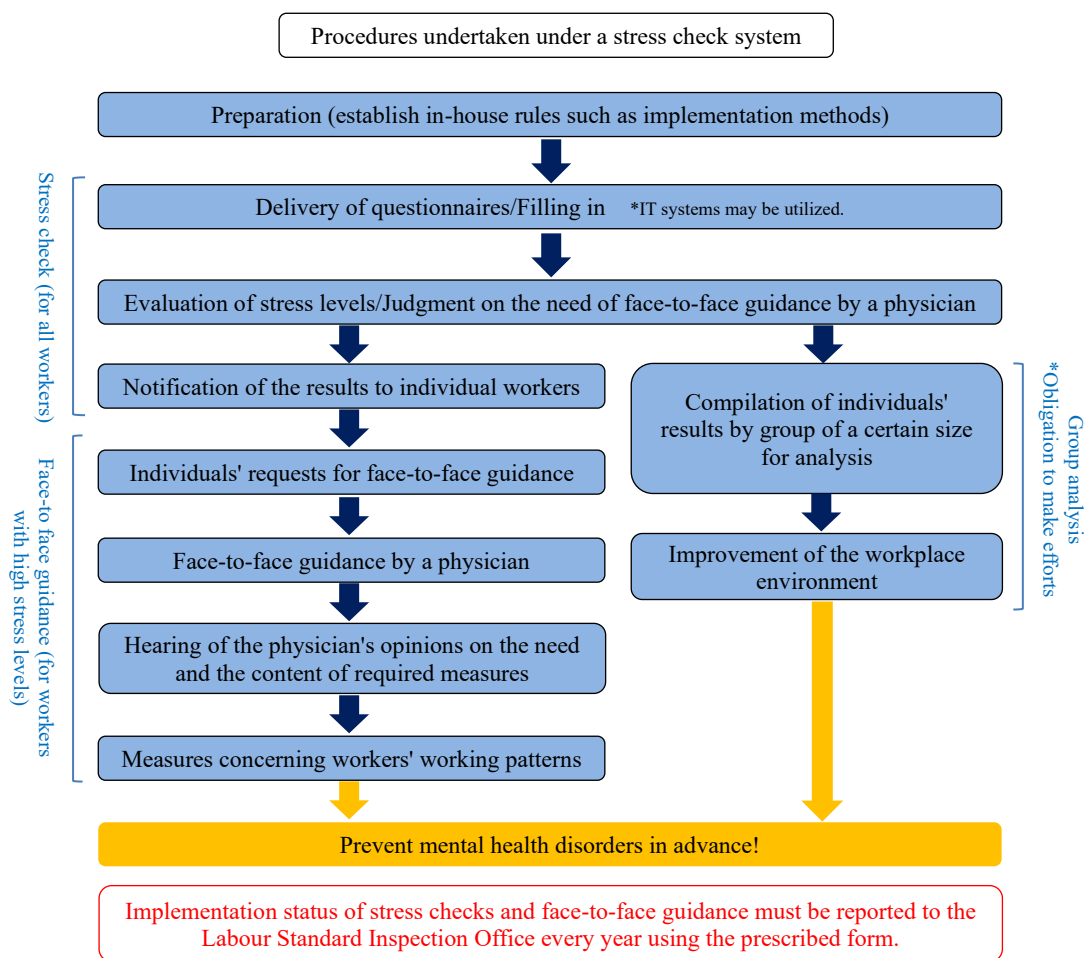 Procedures undertaken under a stress check system
Preparation (establish in-house rules such as implementation methods)
Stress check (for all
workers)
Delivery of questionnaires/Filling in *IT systems may be utilized.
Evaluation of stress levels/Judgment on the need of face-to-face guidance by a physician
Notification of the results to individual workers
Face-to face guidance (for workers
with high stress levels)
Individuals' requests for face-to-face guidance
Face-to-face guidance by a physician
Hearing of the physician's opinions on the need
and the content of required measures
Measures concerning workers' working patterns
Compilation of individuals'
results by group of a certain size
for analysis
Improvement of the workplace
environment
Group analysis
*Obligation to make efforts
Prevent mental health disorders in advance!
Implementation status of stress checks and face-to-face guidance must be reported to the
Labour Standard Inspection Office every year using the prescribed form.